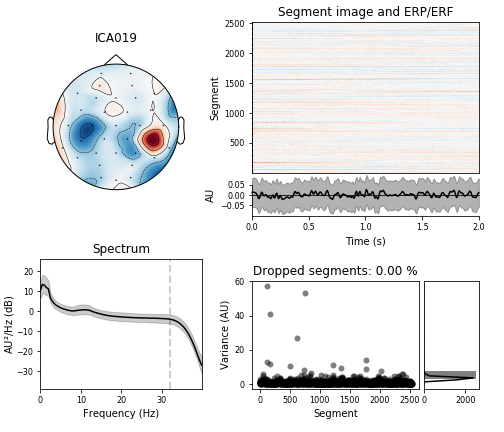 ICA019
Segment image and ERP/ERF
Segment
2500
2000
1500
1000
500
AU
0.05
0.00
−0.05
0.0 0.5 1.0 1.5 2.0
Time (s)
Spectrum
AU²/Hz (dB)
20
10
0
−10
−20
−30
0 10 20 30
Frequency (Hz)
Dropped segments: 0.00 %
Variance (AU)
60
40
20
0
0 500 1000 1500 2000 2500
Segment
0 2000